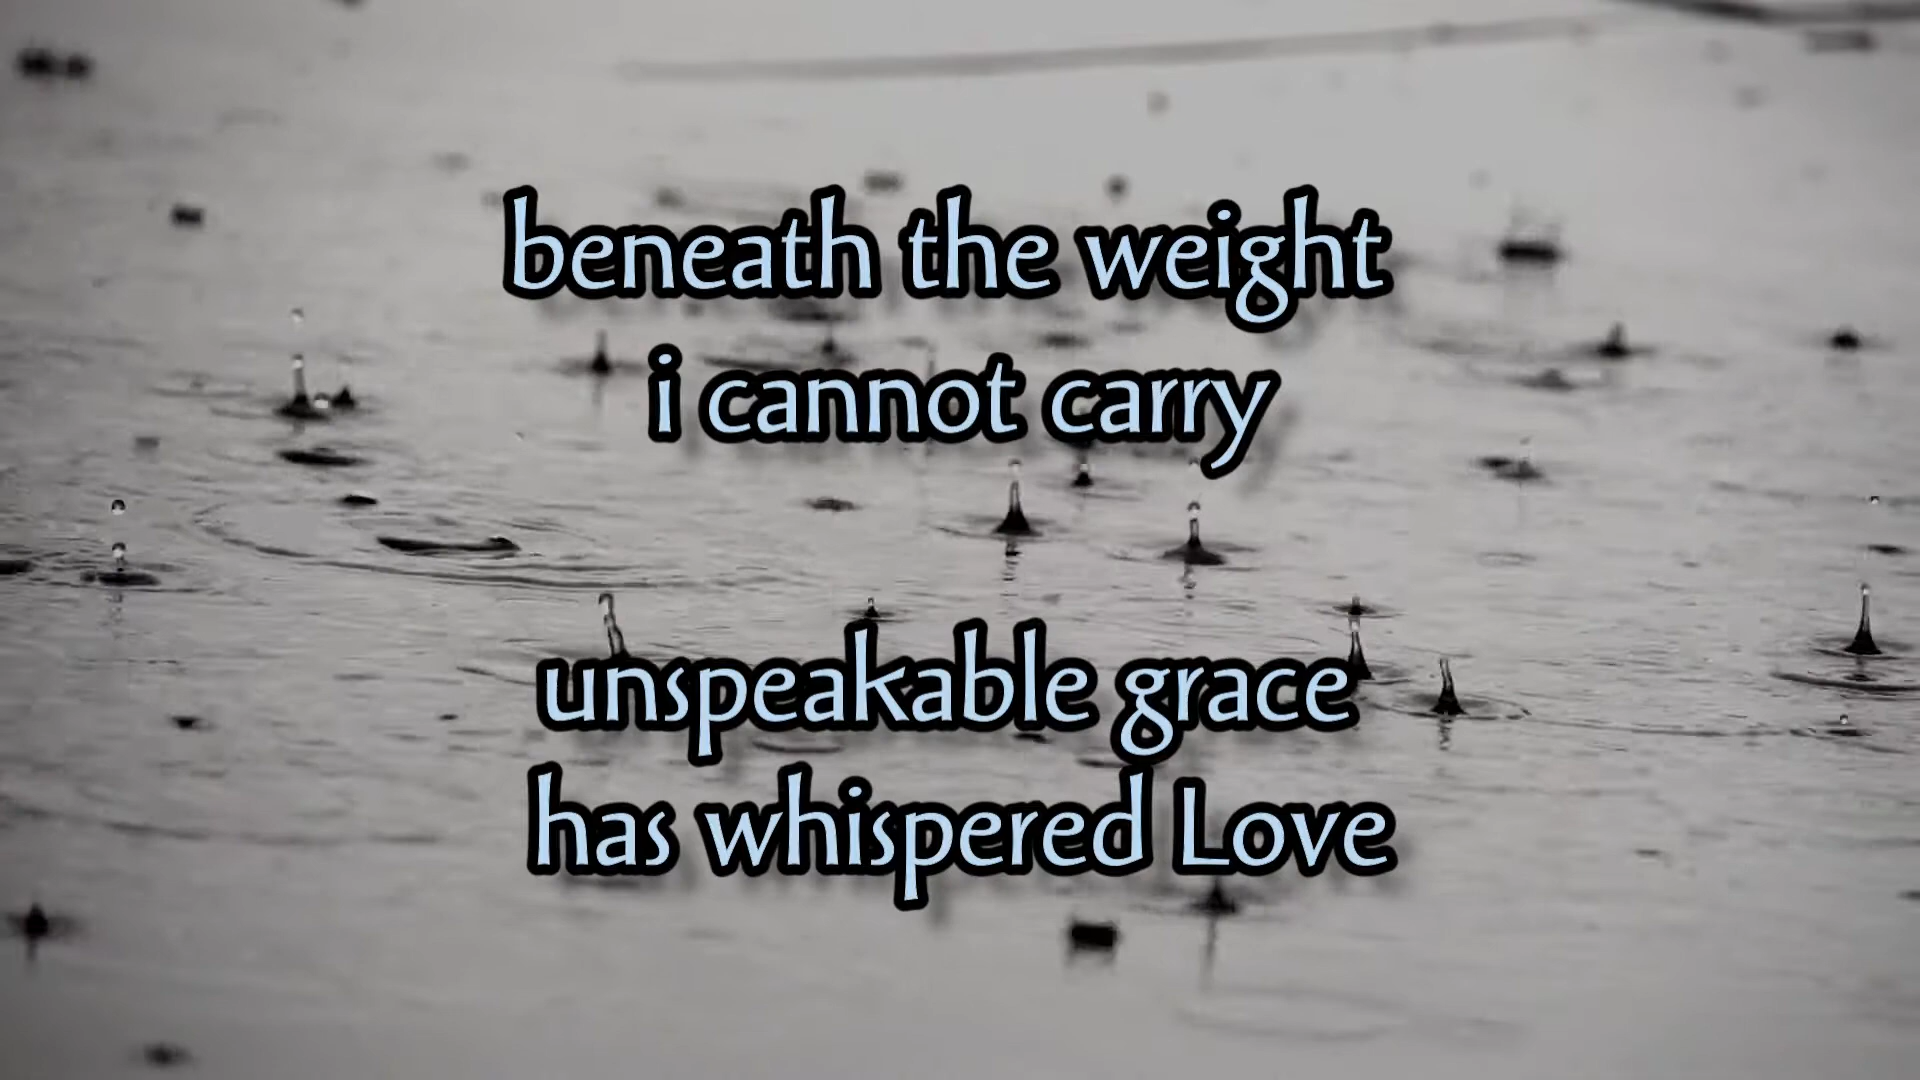 beneath the weight
i cannot carry
unspeakable grace
has whispered Love